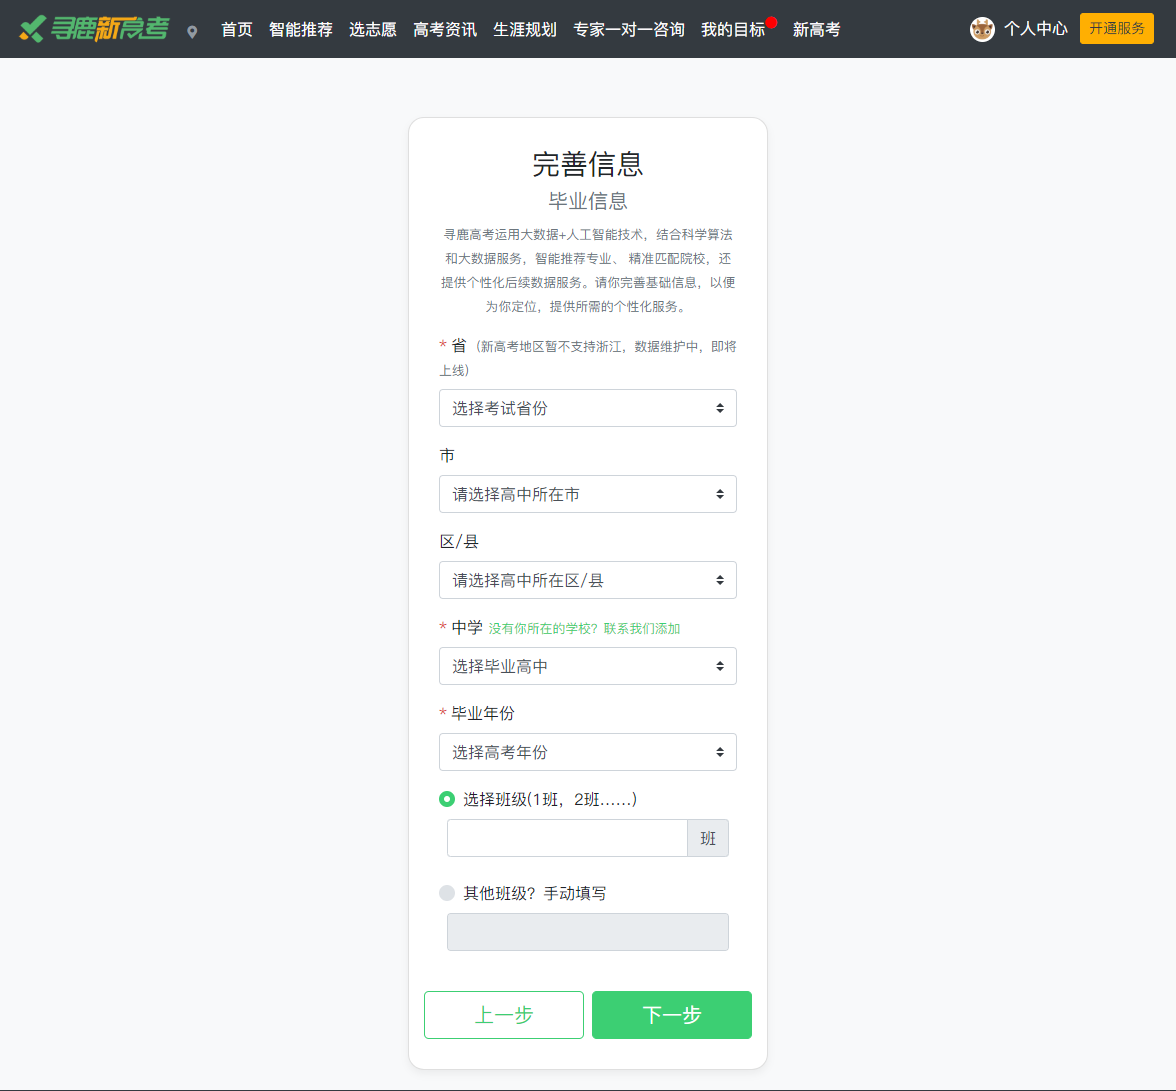 寻鹿新高考 首页 智能推荐 选志愿 高考资讯 生涯规划 专家一对一咨询 我的目标 新高考 个人中心 开通服务
完善信息
毕业信息
寻鹿高考运用大数据+人工智能技术，结合科学算法
和大数据服务，智能推荐专业、 精准匹配院校，还
提供个性化后续数据服务。请你完善基础信息，以便
为你定位，提供所需的个性化服务。
* 省（新高考地区暂不支持浙江，数据维护中，即将
上线）
选择考试省份
市
请选择高中所在市
区/县
请选择高中所在区/县
* 中学 没有你所在的学校？联系我们添加
选择毕业高中
* 毕业年份
选择高考年份
选择班级(1班，2班……)
班
其他班级？手动填写
上一步 下一步